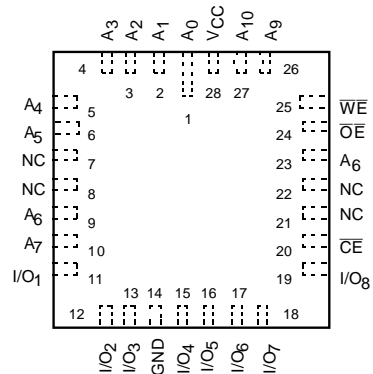 A3 A2 A1 A0 VCC A10 A9
4 3 2 1 28 27 26
A4 5
A5 6
NC 7
NC 8
A6 9
A7 10
I/O1 11
25 WE
24 OE
23 A6
22 NC
21 NC
20 CE
19 I/O8
12 13 14 15 16 17 18
I/O2 I/O3 GND I/O4 I/O5 I/O6 I/O7